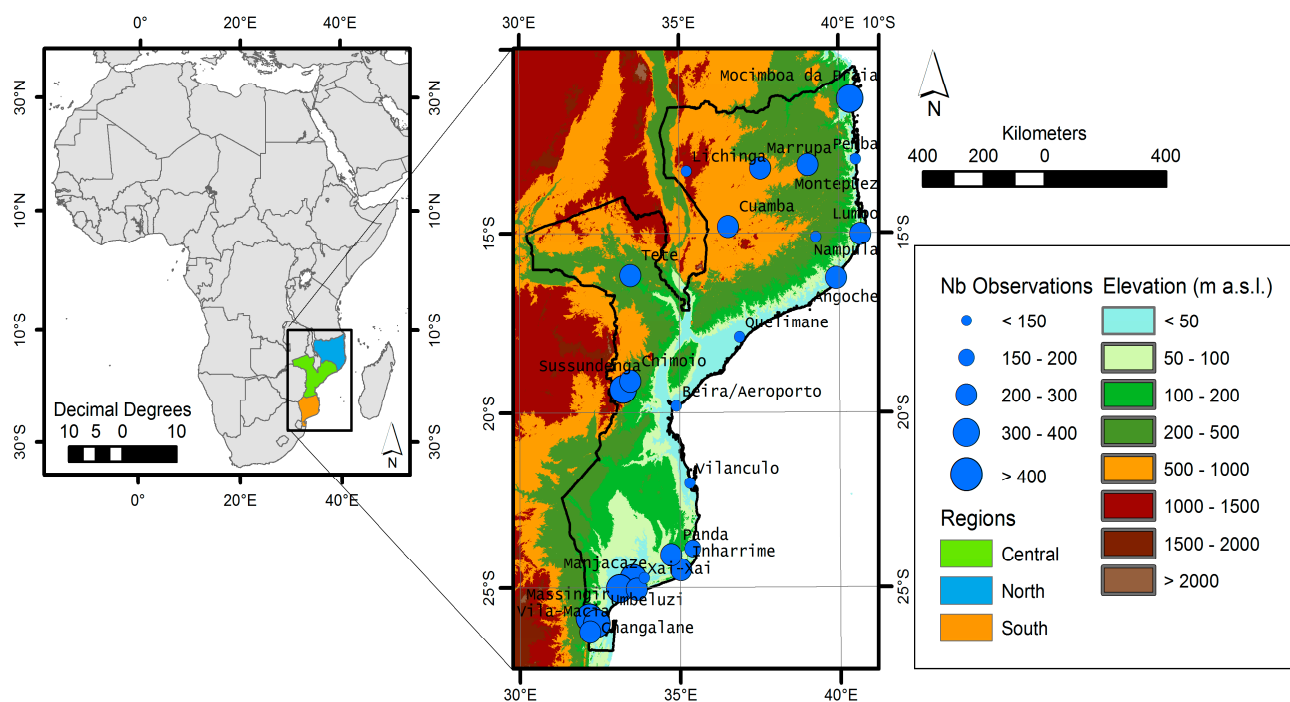 0° 20°E 40°E
30°N
10°N
10°S
30°S
30°N
10°N
10°S
30°S
Decimal Degrees
10 5 0 10
N
0° 20°E 40°E
30°E 35°E 40°E 10°S
Mocimboa da Praia
Pemba
Marrupa
Lichinga
Montepuez
Cuamba
Lumbo
15°S
15°S
Nampula
Tete
Angoche
Quelimane
Chimoio
Sussundenga
Beira/Aeroporto
20°S
20°S
Vilanculo
Panda
Inharrime
Manjacaze
Xai-Xai
25°S
25°S
Massingir
Umbeluzi
Vila-Macia
Changalane
30°E 35°E 40°E
N
Kilometers
400 200 0 400
Nb Observations
< 150
150 - 200
200 - 300
300 - 400
> 400
Regions
Central
North
South
Elevation (m a.s.l.)
< 50
50 - 100
100 - 200
200 - 500
500 - 1000
1000 - 1500
1500 - 2000
> 2000